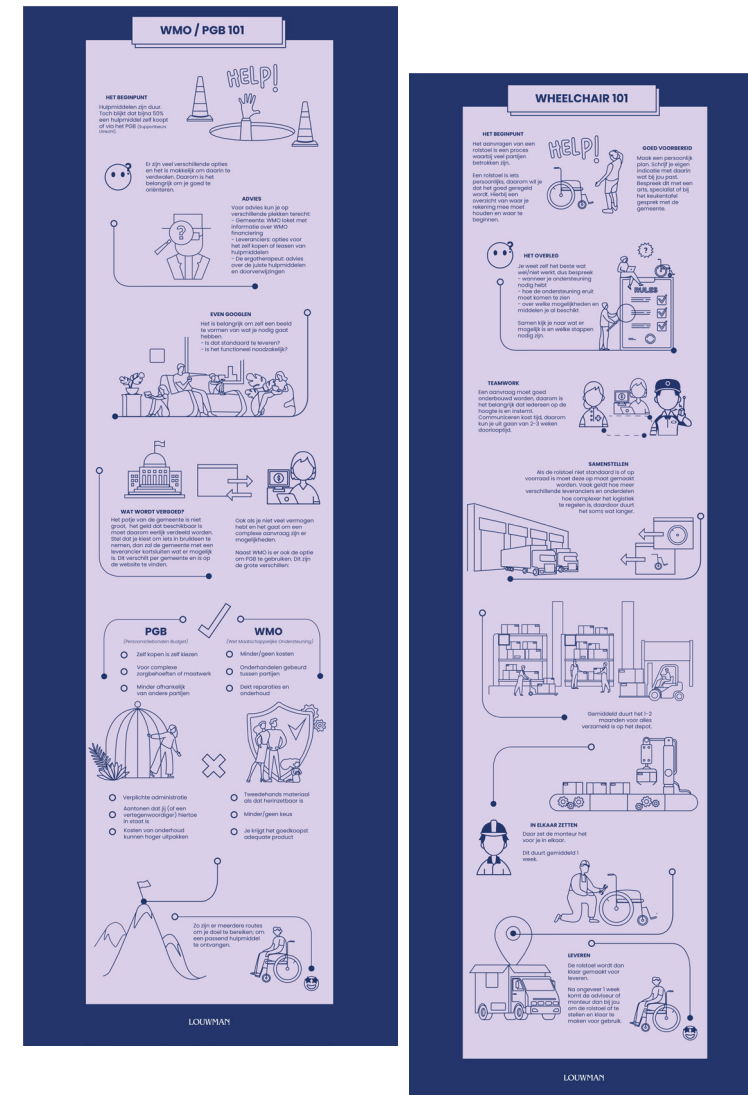 WMO / PGB 101
HELP!
HET BEGINPUNT
Hulpmiddelen zijn duur.
Toch blijkt dat bijna 50%
een hulpmiddel zelf koopt
of via het PGB (Supportbeurs
Utrecht)
Er zijn veel verschillende opties
en het is makkelijk om daarin te
verdwalen. Daarom is het
belangrijk om je goed te
oriënteren.
ADVIES
Voor advies kun je op
verschillende plekken terecht:
- Gemeente: WMO loket met
informatie over WMO
financiering
- Leveranciers: opties voor
het zelf kopen of leasen van
hulpmiddelen
- De ergotherapeut: advies
over de juiste hulpmiddelen
en doorverwijzingen
EVEN GOOGLEN
Het is belangrijk om zelf een beeld
te vormen van wat je nodig gaat
hebben.
- Is dat standaard te leveren?
- Is het functioneel noodzakelijk?
WAT WORDT VERGOED?
Het potje van de gemeente is niet
groot, het geld dat beschikbaar is
moet daarom eerlijk verdeeld worden.
Stel dat je kiest om iets in bruikleen te
nemen, dan zal de gemeente met een
leverancier kortsluiten wat er mogelijk
is. Dit verschilt per gemeente en is op
de website te vinden.
Ook als je niet veel vermogen
hebt en het gaat om een
complexe aanvraag zijn er
mogelijkheden.
Naast WMO is er ook de optie
om PGB te gebruiken. Dit zijn
de grote verschillen:
PGB
(Persoonsgebonden Budget)
Zelf kopen is zelf kiezen
Voor complexe
zorgbehoeften of maatwerk
Minder afhankelijk
van andere partijen
WMO
(Wet Maatschappelijke Ondersteuning)
Minder/geen kosten
Onderhandelen gebeurd
tussen partijen
Dekt reparaties en
onderhoud
Verplichte administratie
Aantonen dat jij (of een
vertegenwoordiger) hiertoe
in staat is
Kosten van onderhoud
kunnen hoger uitpakken
Tweedehands materiaal
als dat herinzetbaar is
Minder/geen keus
Je krijgt het goedkoopst
adequate product
Zo zijn er meerdere routes
om je doel te bereiken; om
een passend hulpmiddel
te ontvangen.
LOUWMAN
WHEELCHAIR 101
HET BEGINPUNT
Het aanvragen van een
rolstoel is een proces
waarbij veel partijen
betrokken zijn.
Een rolstoel is iets
persoonlijks, daarom wil je
dat het goed geregeld
wordt. Hierbij een
overzicht van waar je
rekening mee moet
houden en waar te
beginnen.
HELP!
GOED VOORBEREID
Maak een persoonlijk
plan. Schrijf je eigen
indicatie met daarin
wat bij jou past.
Bespreek dit met een
arts, specialist of bij
het keukentafel
gesprek met de
gemeente.
HET OVERLEG
Je weet zelf het beste wat
wel/niet werkt, dus bespreek
- wanneer je ondersteuning
nodig hebt
- hoe de ondersteuning eruit
moet komen te zien
- over welke mogelijkheden en
middelen je al beschikt
Samen kijk je naar wat er
mogelijk is en welke stappen
nodig zijn.
RULES
TEAMWORK
Een aanvraag moet goed
onderbouwd worden, daarom is
het belangrijk dat iedereen op de
hoogte is en instemt.
Communiceren kost tijd, daarom
kun je uit gaan van 2-3 weken
doorlooptijd.
SAMENSTELLEN
Als de rolstoel niet standaard is of op
voorraad is moet deze op maat gemaakt
worden. Vaak geldt hoe meer
verschillende leveranciers en onderdelen
hoe complexer het logistiek
te regelen is, daardoor duurt
het soms wat langer.
Gemiddeld duurt het 1-2
maanden voor alles
verzameld is op het depot.
IN ELKAAR ZETTEN
Daar zet de monteur het
voor je in elkaar.
Dit duurt gemiddeld 1
week.
LEVEREN
De rolstoel wordt dan
klaar gemaakt voor
leveren.
Na ongeveer 1 week
komt de adviseur of
monteur dan bij jou
om de rolstoel af te
stellen en klaar te
maken voor gebruik.
LOUWMAN